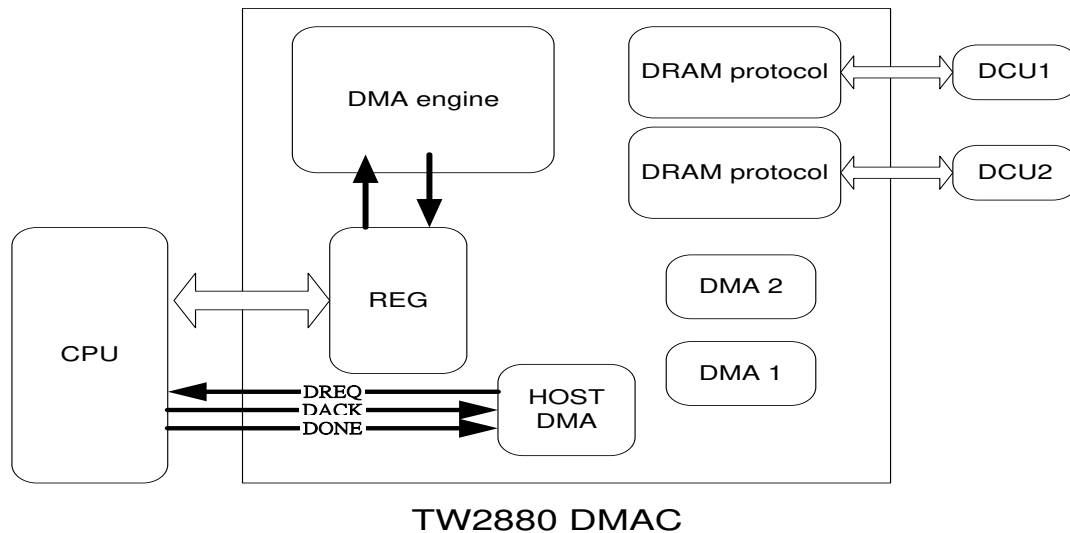 DMA engine
DRAM protocol
DCU1
DRAM protocol
DCU2
CPU
REG
DMA 2
DMA 1
DREQ
DACK
DONE
HOST
DMA
TW2880 DMAC